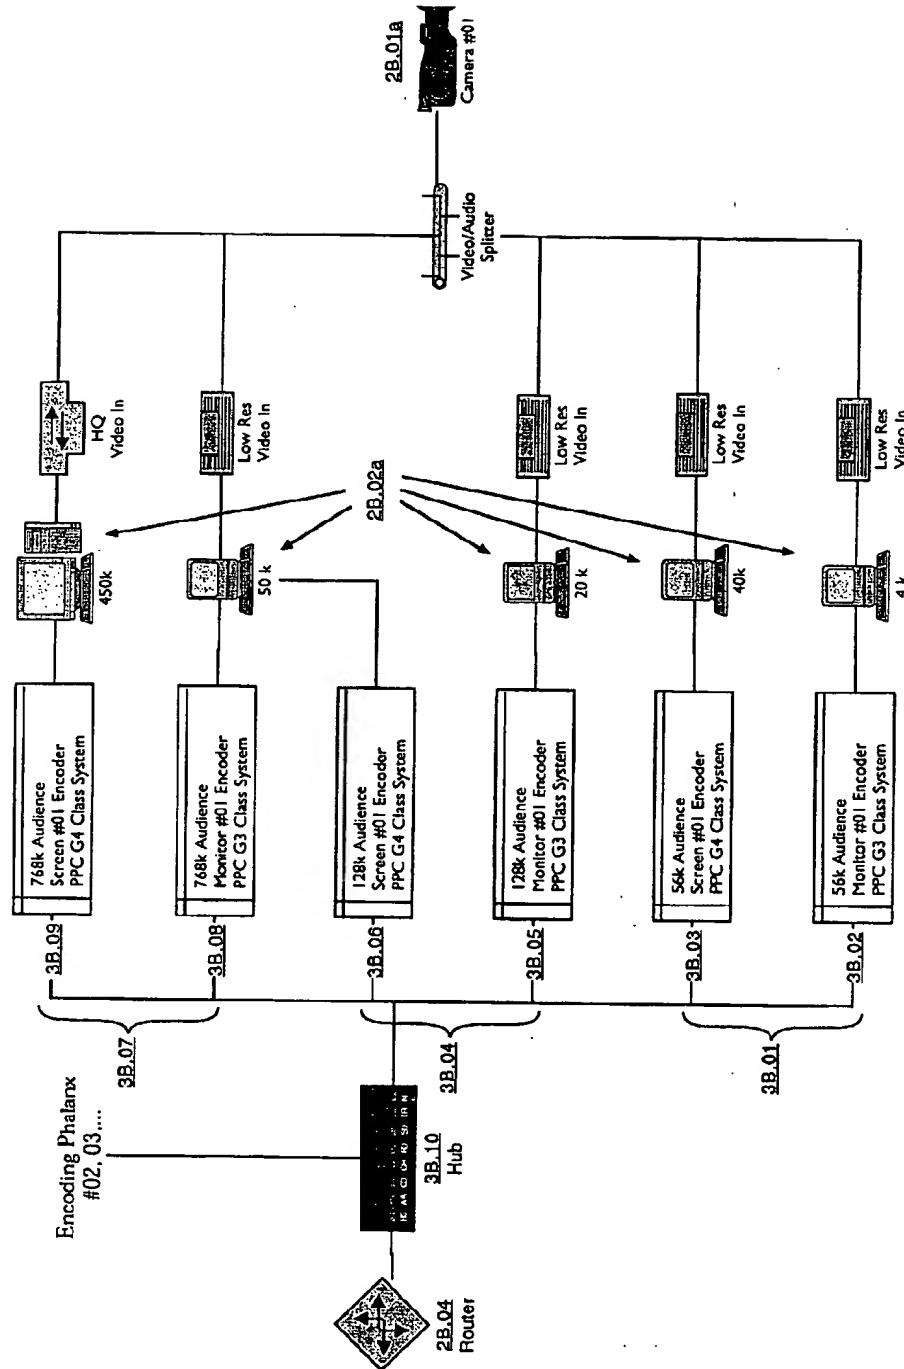 2B.01a
Camera #01
Video/Audio
Splitter
HQ
Video In
Low Res
Video In
Low Res
Video In
Low Res
Video In
Low Res
Video In
2B.02a
450k
50 k
20 k
40k
4 k
768k Audience
Screen #01 Encoder
PPC G4 Class System
768k Audience
Monitor #01 Encoder
PPC G3 Class System
128k Audience
Screen #01 Encoder
PPC G4 Class System
128k Audience
Monitor #01 Encoder
PPC G3 Class System
56k Audience
Screen #01 Encoder
PPC G4 Class System
56k Audience
Monitor #01 Encoder
PPC G3 Class System
3B.09
3B.08
3B.06
3B.05
3B.03
3B.02
3B.07
3B.04
3B.01
Encoding Phalanx
#02, 03,....
3B.10
Hub
2B.04
Router